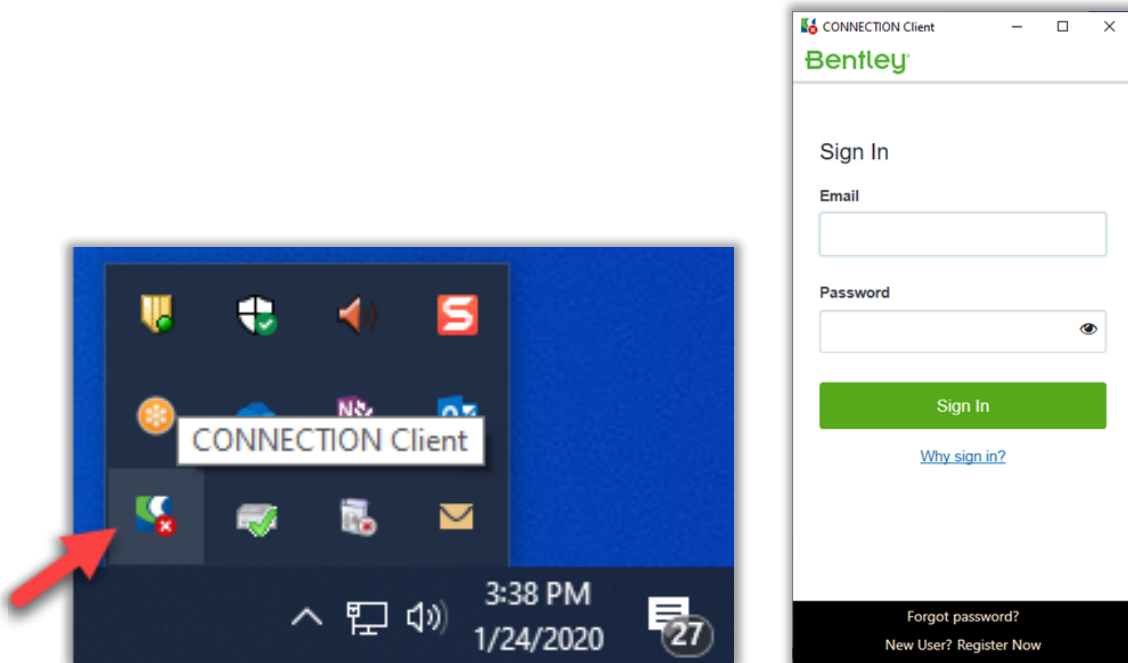 CONNECTION Client
3:38 PM
1/24/2020
27
CONNECTION Client
Bentley
Sign In
Email
Password
Sign In
Why sign in?
Forgot password?
New User? Register Now